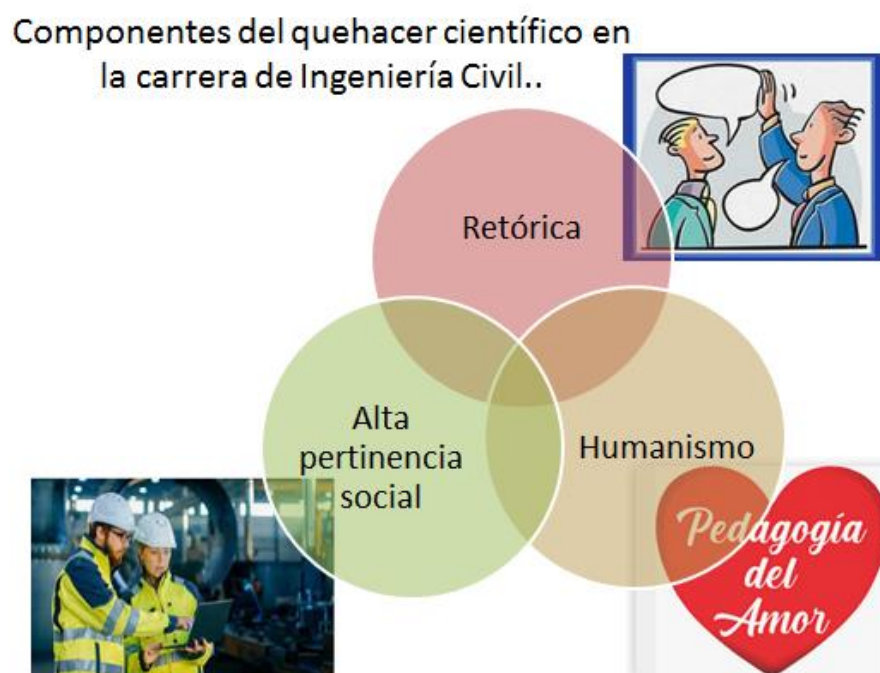 Componentes del quehacer científico en
la carrera de Ingeniería Civil..
Retórica
Alta
pertinencia
social
Humanismo
Pedagogía
del
Amor